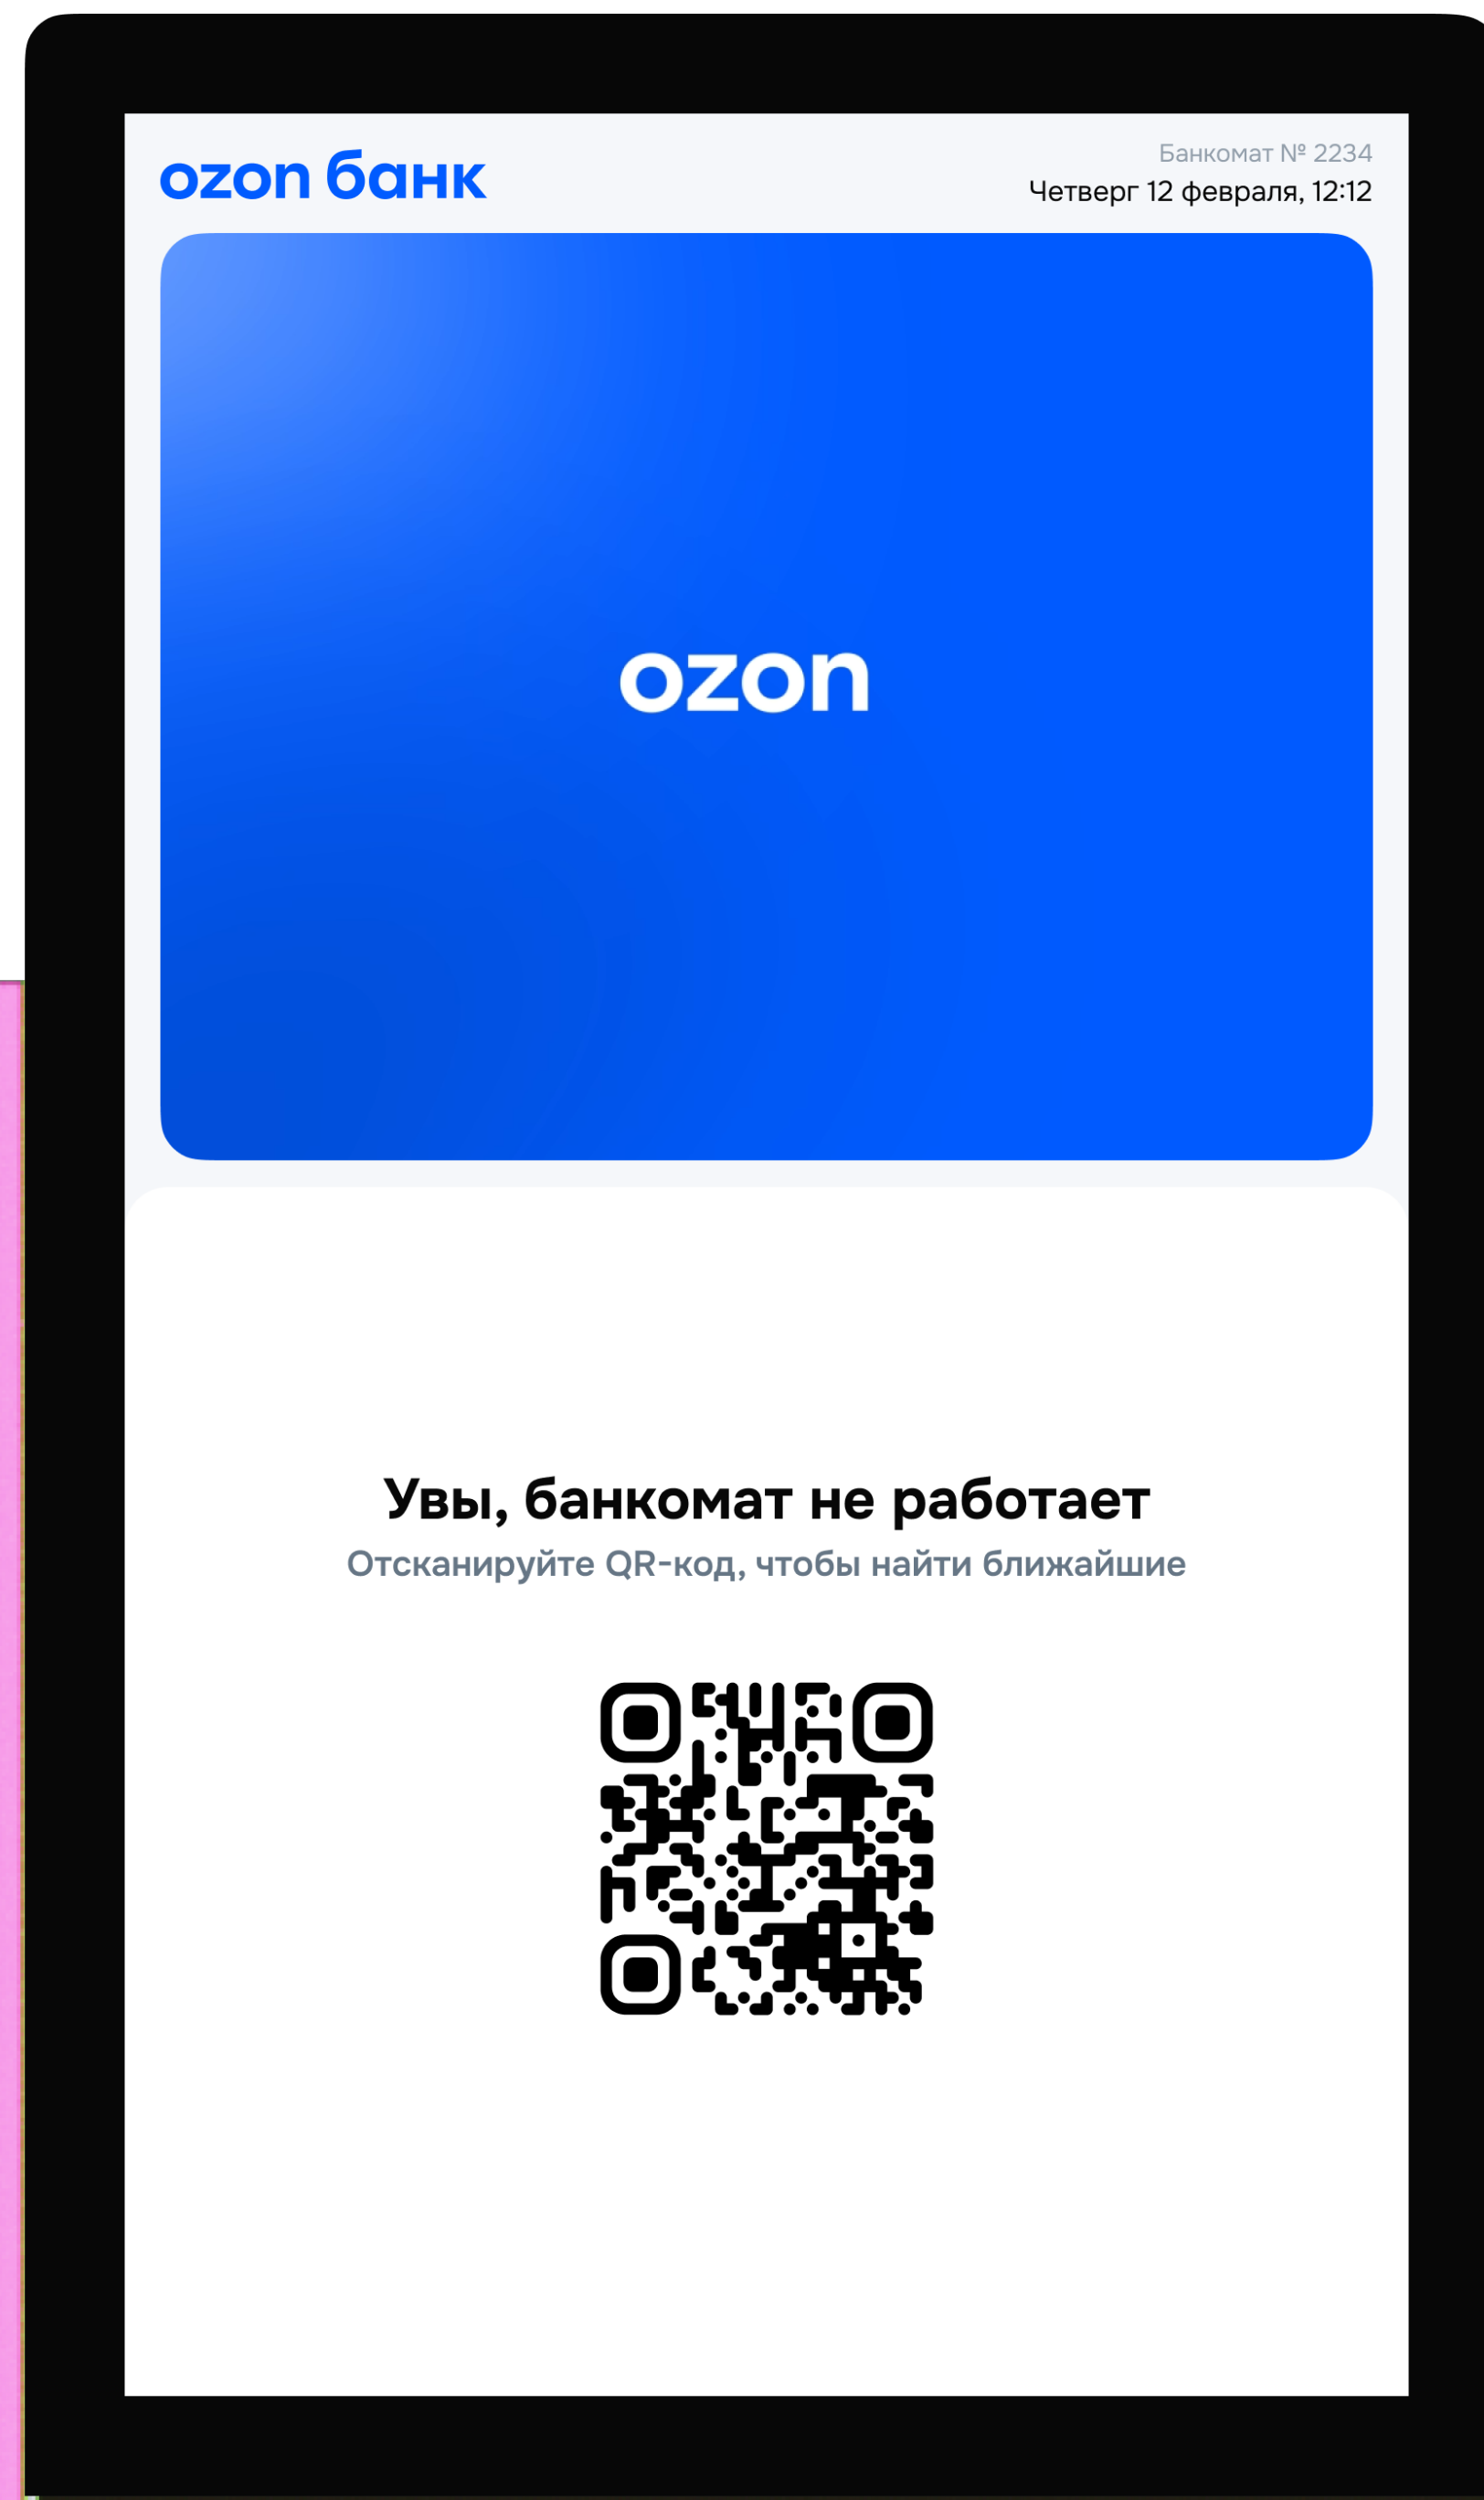 ozon банк
Банкомат № 2234
Четверг 12 февраля, 12:12
ozon
Увы, банкомат не работает
Отсканируйте QR-код, чтобы найти ближайшие